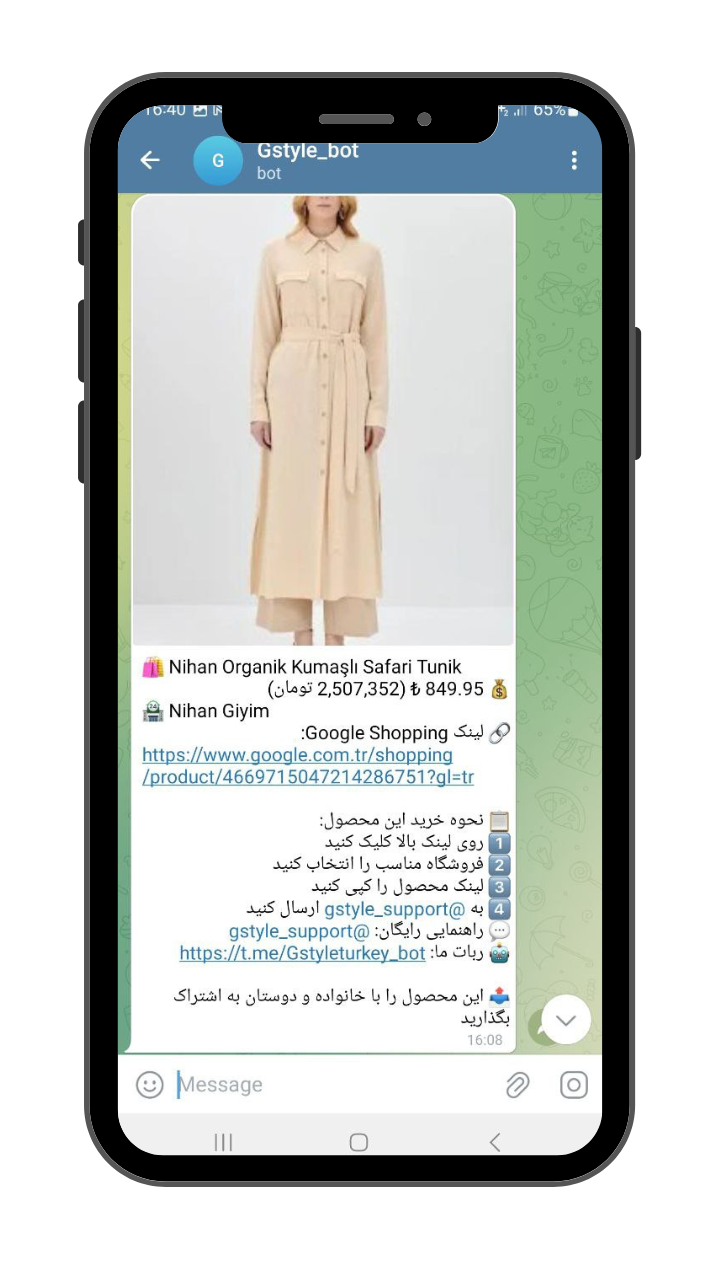 16:40
65%
G
Gstyle_bot
bot
🛍️ Nihan Organik Kumaşlı Safari Tunik
💰 849.95 ₺ (2,507,352 تومان)
🏪 Nihan Giyim
🔗 لینک Google Shopping:
https://www.google.com.tr/shopping
/product/4669715047214286751?gl=tr
📋 نحوه خرید این محصول:
1️⃣ روی لینک بالا کلیک کنید
2️⃣ فروشگاه مناسب را انتخاب کنید
3️⃣ لینک محصول را کپی کنید
4️⃣ به @gstyle_support ارسال کنید
💬 راهنمایی رایگان: @gstyle_support
🤖 ربات ما: https://t.me/Gstyleturkey_bot
📤 این محصول را با خانواده و دوستان به اشتراک
بگذارید
16:08
Message